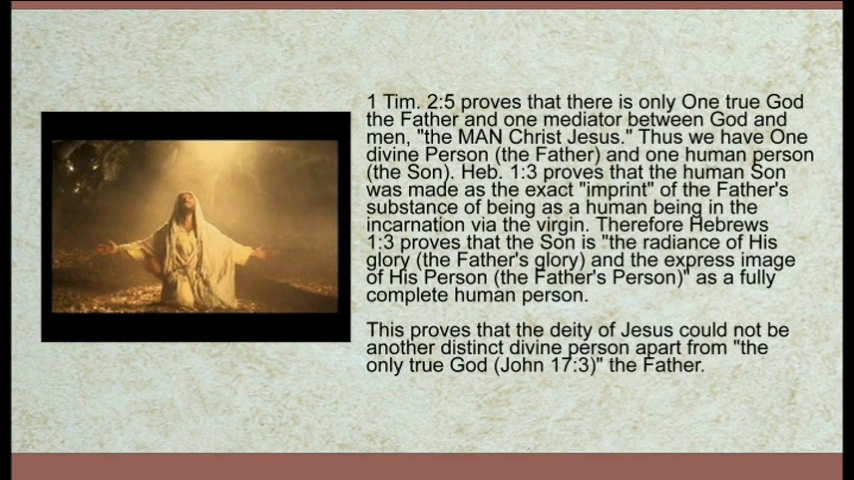 1 Tim. 2:5 proves that there is only One true God
the Father and one mediator between God and
men, "the MAN Christ Jesus." Thus we have One
divine Person (the Father) and one human person
(the Son). Heb. 1:3 proves that the human Son
was made as the exact "imprint" of the Father's
substance of being as a human being in the
incarnation via the virgin. Therefore Hebrews
1:3 proves that the Son is "the radiance of His
glory (the Father's glory) and the express image
of His Person (the Father's Person)" as a fully
complete human person.
This proves that the deity of Jesus could not be
another distinct divine person apart from "the
only true God (John 17:3)" the Father.